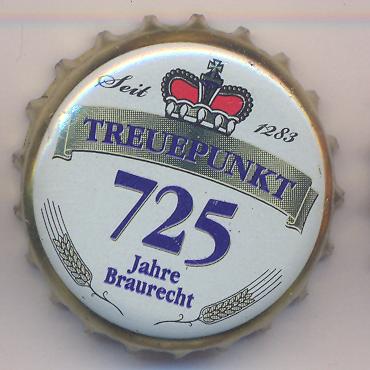 Seit 1283
TREUEPUNKT
725
Jahre
Braurecht